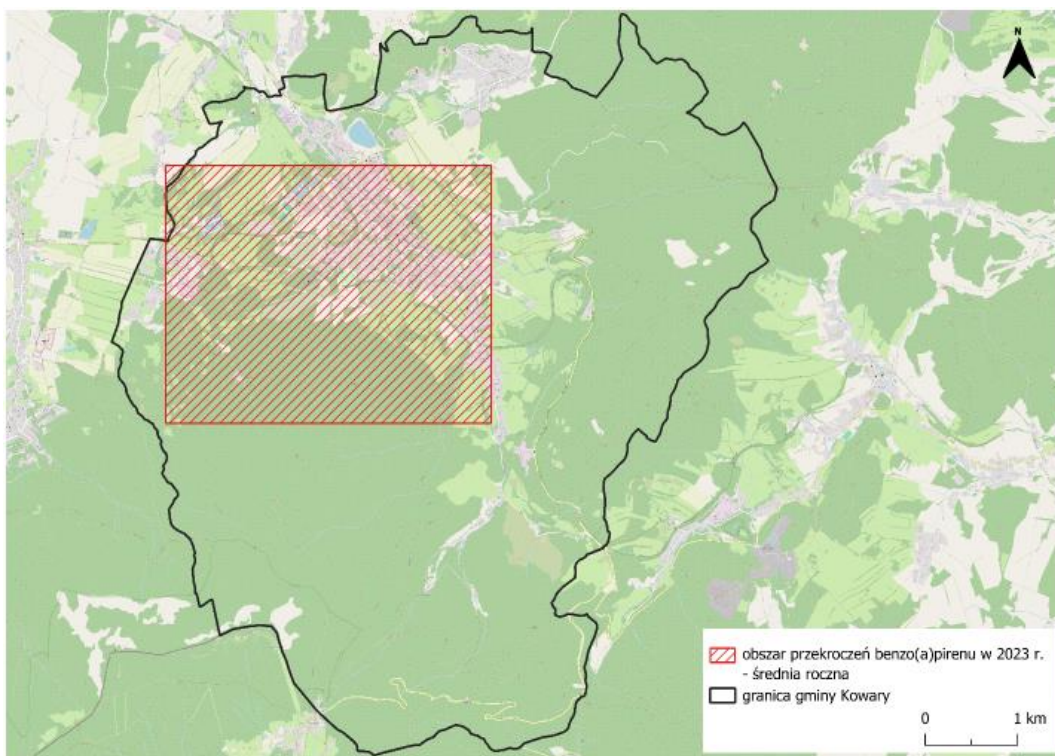 N
obszar przekroczeń benzo(a)pirenu w 2023 r.
- średnia roczna
granica gminy Kowary
0 1 km